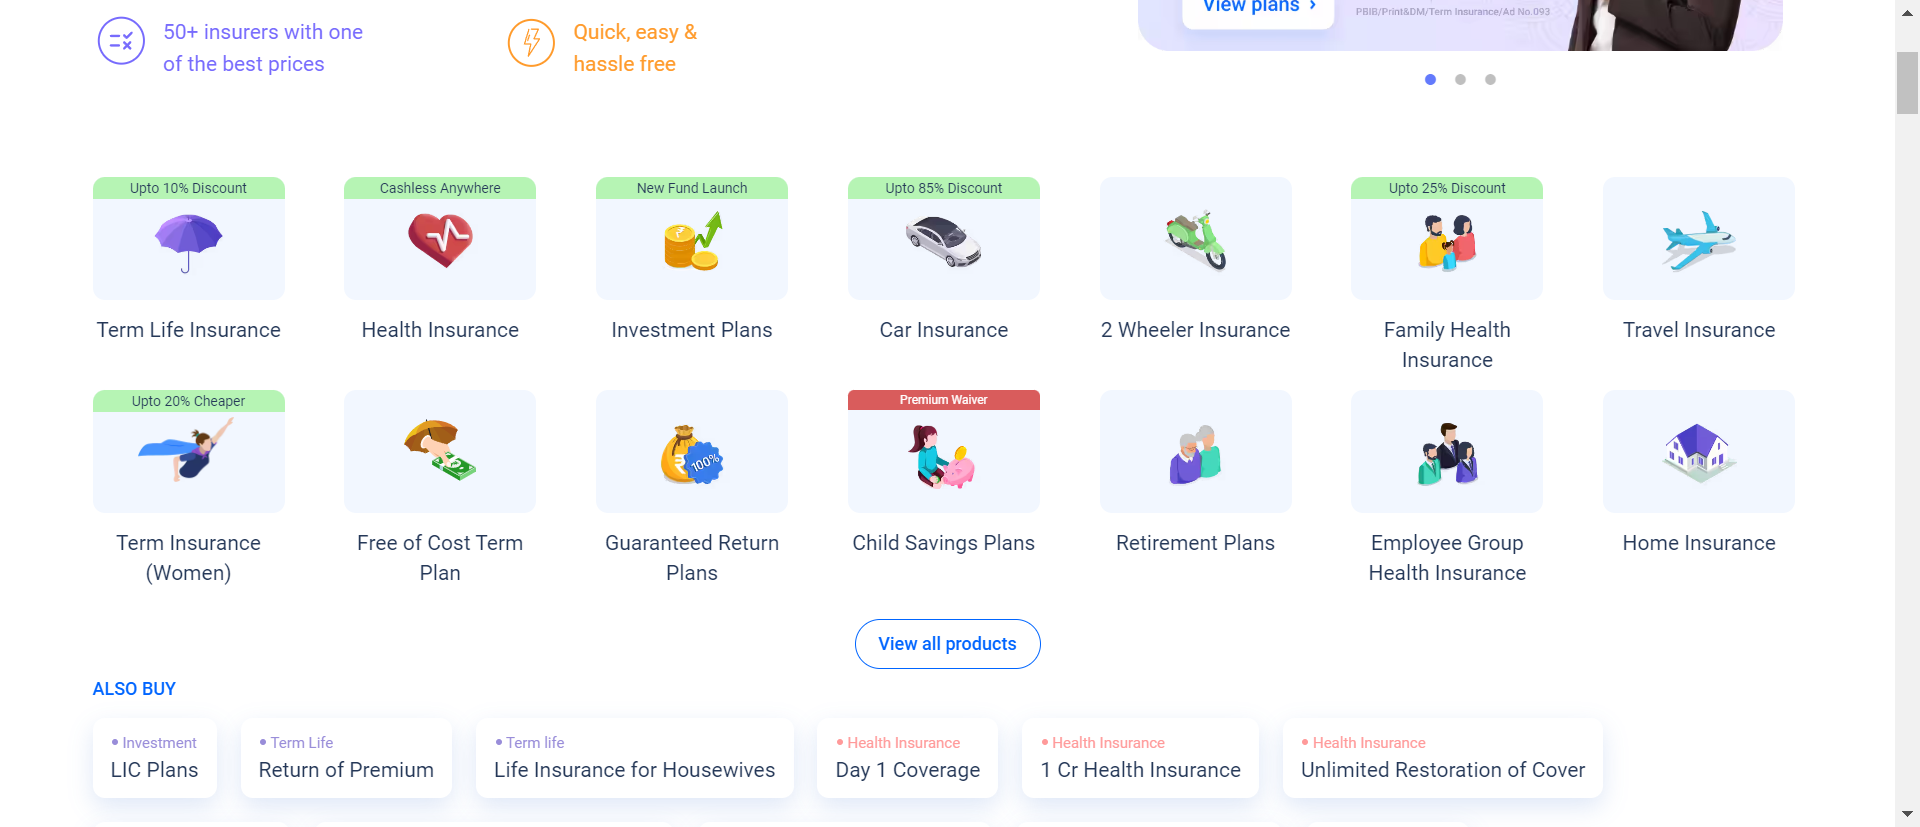 50+ insurers with one
of the best prices
Quick, easy &
hassle free
View plans ›
PBIB/Print&DM/Term Insurance/Ad No.093
Upto 10% Discount
Cashless Anywhere
New Fund Launch
Upto 85% Discount
Upto 25% Discount
Term Life Insurance
Health Insurance
Investment Plans
Car Insurance
2 Wheeler Insurance
Family Health
Insurance
Travel Insurance
Upto 20% Cheaper
Premium Waiver
₹
100%
Term Insurance
(Women)
Free of Cost Term
Plan
Guaranteed Return
Plans
Child Savings Plans
Retirement Plans
Employee Group
Health Insurance
Home Insurance
View all products
ALSO BUY
• Investment
LIC Plans
• Term Life
Return of Premium
• Term life
Life Insurance for Housewives
• Health Insurance
Day 1 Coverage
• Health Insurance
1 Cr Health Insurance
• Health Insurance
Unlimited Restoration of Cover